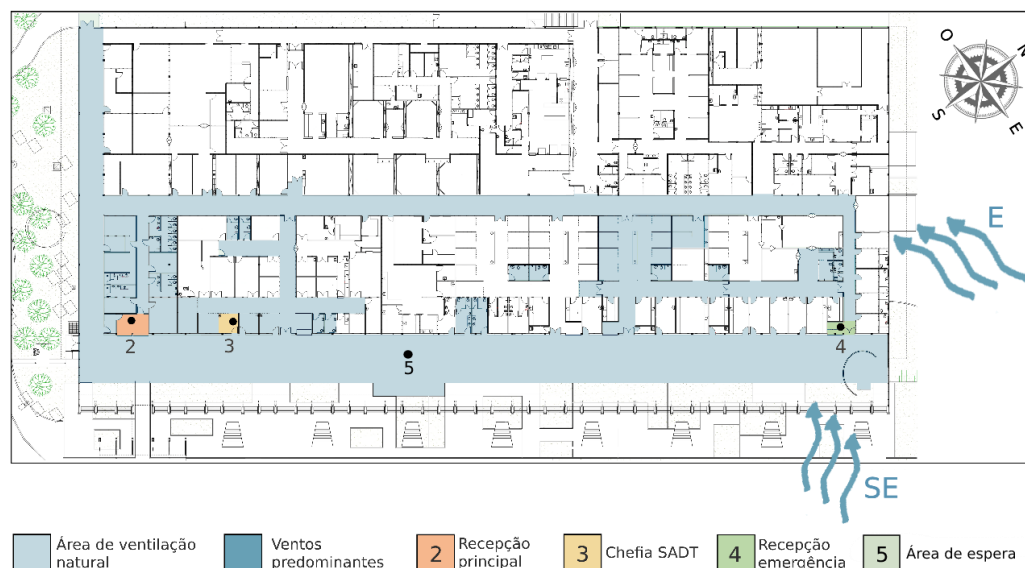 O
N
S
E
E
2
3
5
4
SE
Área de ventilação
natural
Ventos
predominantes
2 Recepção
principal
3 Chefia SADT
4 Recepção
emergência
5 Área de espera